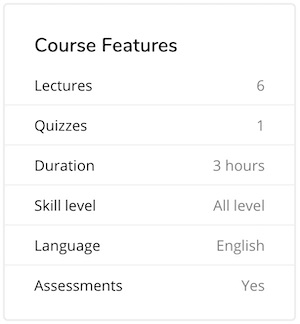 Course Features
Lectures 6
Quizzes 1
Duration 3 hours
Skill level All level
Language English
Assessments Yes